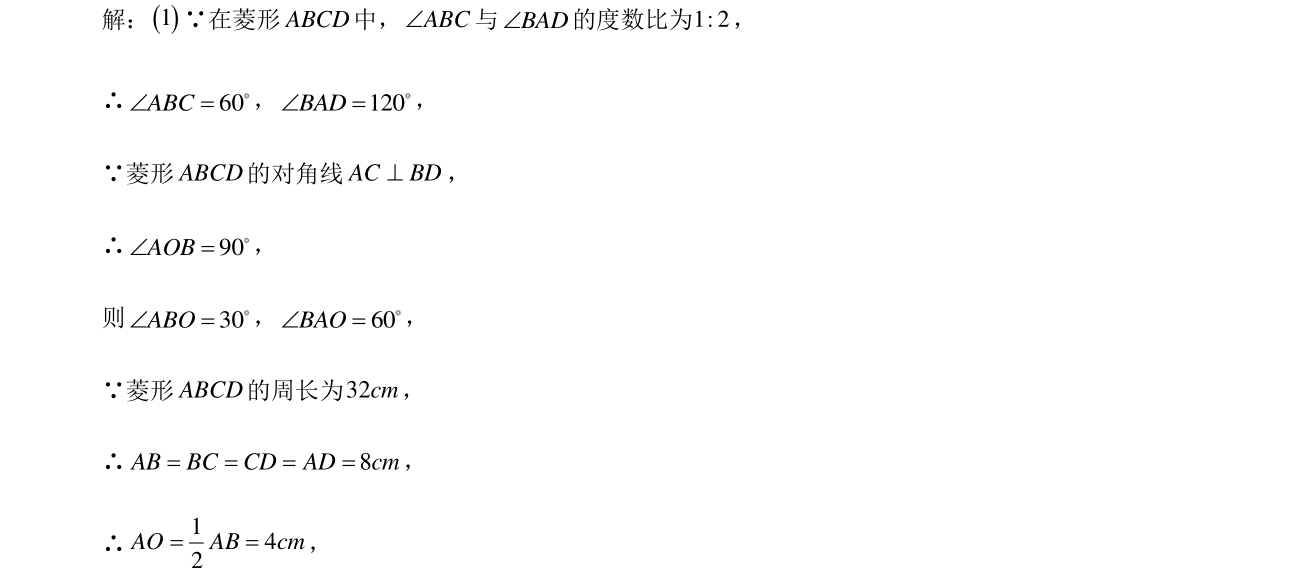 解：(1)∵在菱形ABCD中，∠ABC与∠BAD的度数比为1:2，
∴∠ABC=60°，∠BAD=120°，
∵菱形ABCD的对角线AC⊥BD，
∴∠AOB=90°，
则∠ABO=30°，∠BAO=60°，
∵菱形ABCD的周长为32cm，
∴AB=BC=CD=AD=8cm，
∴AO=1/2AB=4cm，